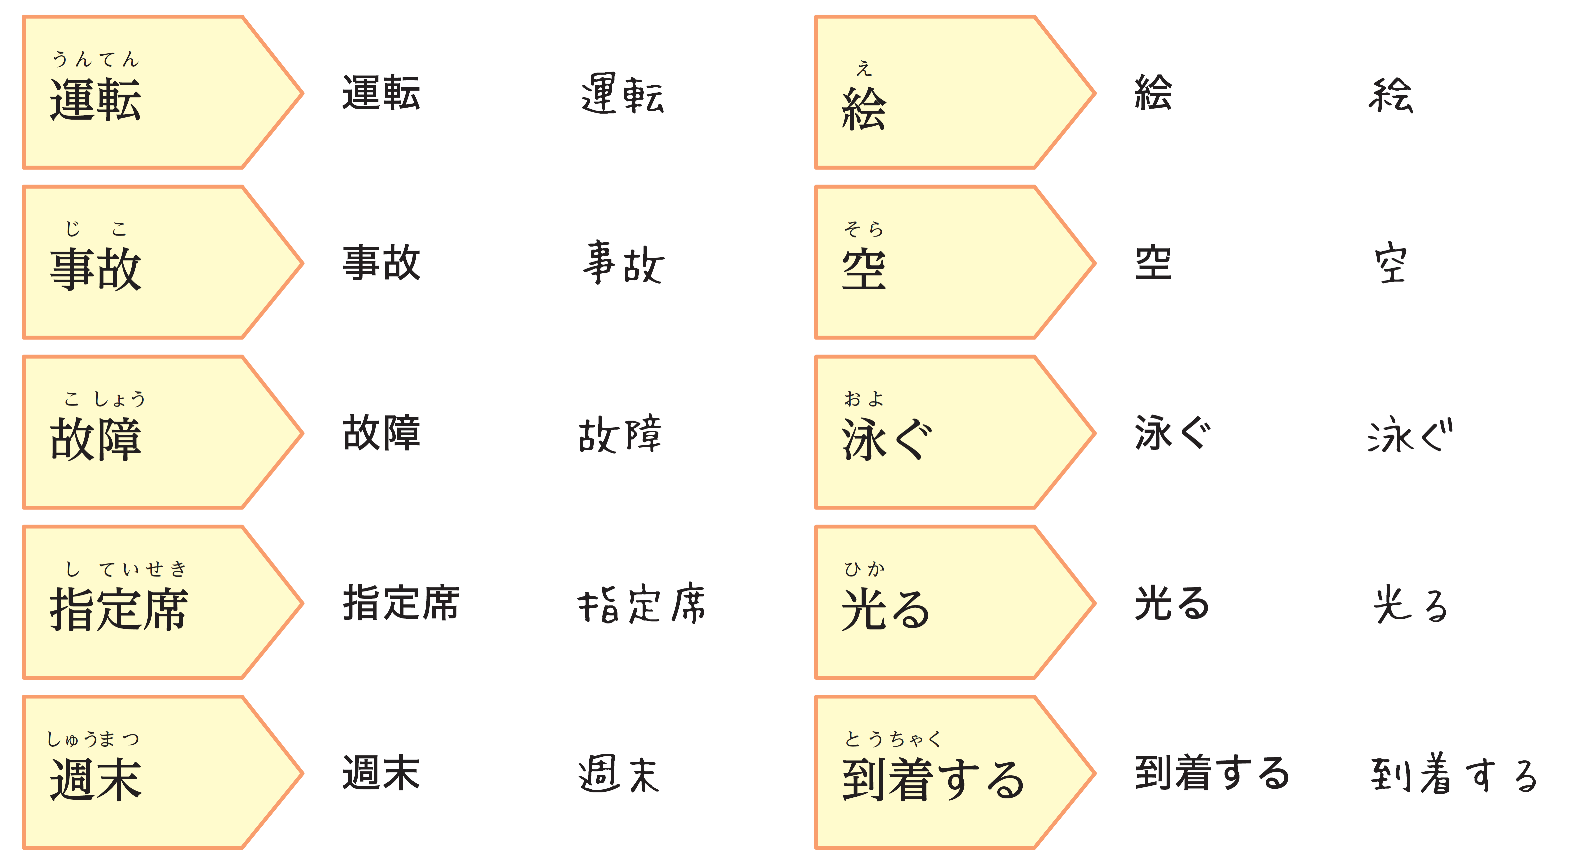 うんてん
運転 運転 運転
じこ
事故 事故 事故
こしょう
故障 故障 故障
していせき
指定席 指定席 指定席
しゅうまつ
週末 週末 週末
え
絵 絵 絵
そら
空 空 空
およ
泳ぐ 泳ぐ 泳ぐ
ひか
光る 光る 光る
とうちゃく
到着する 到着する 到着する